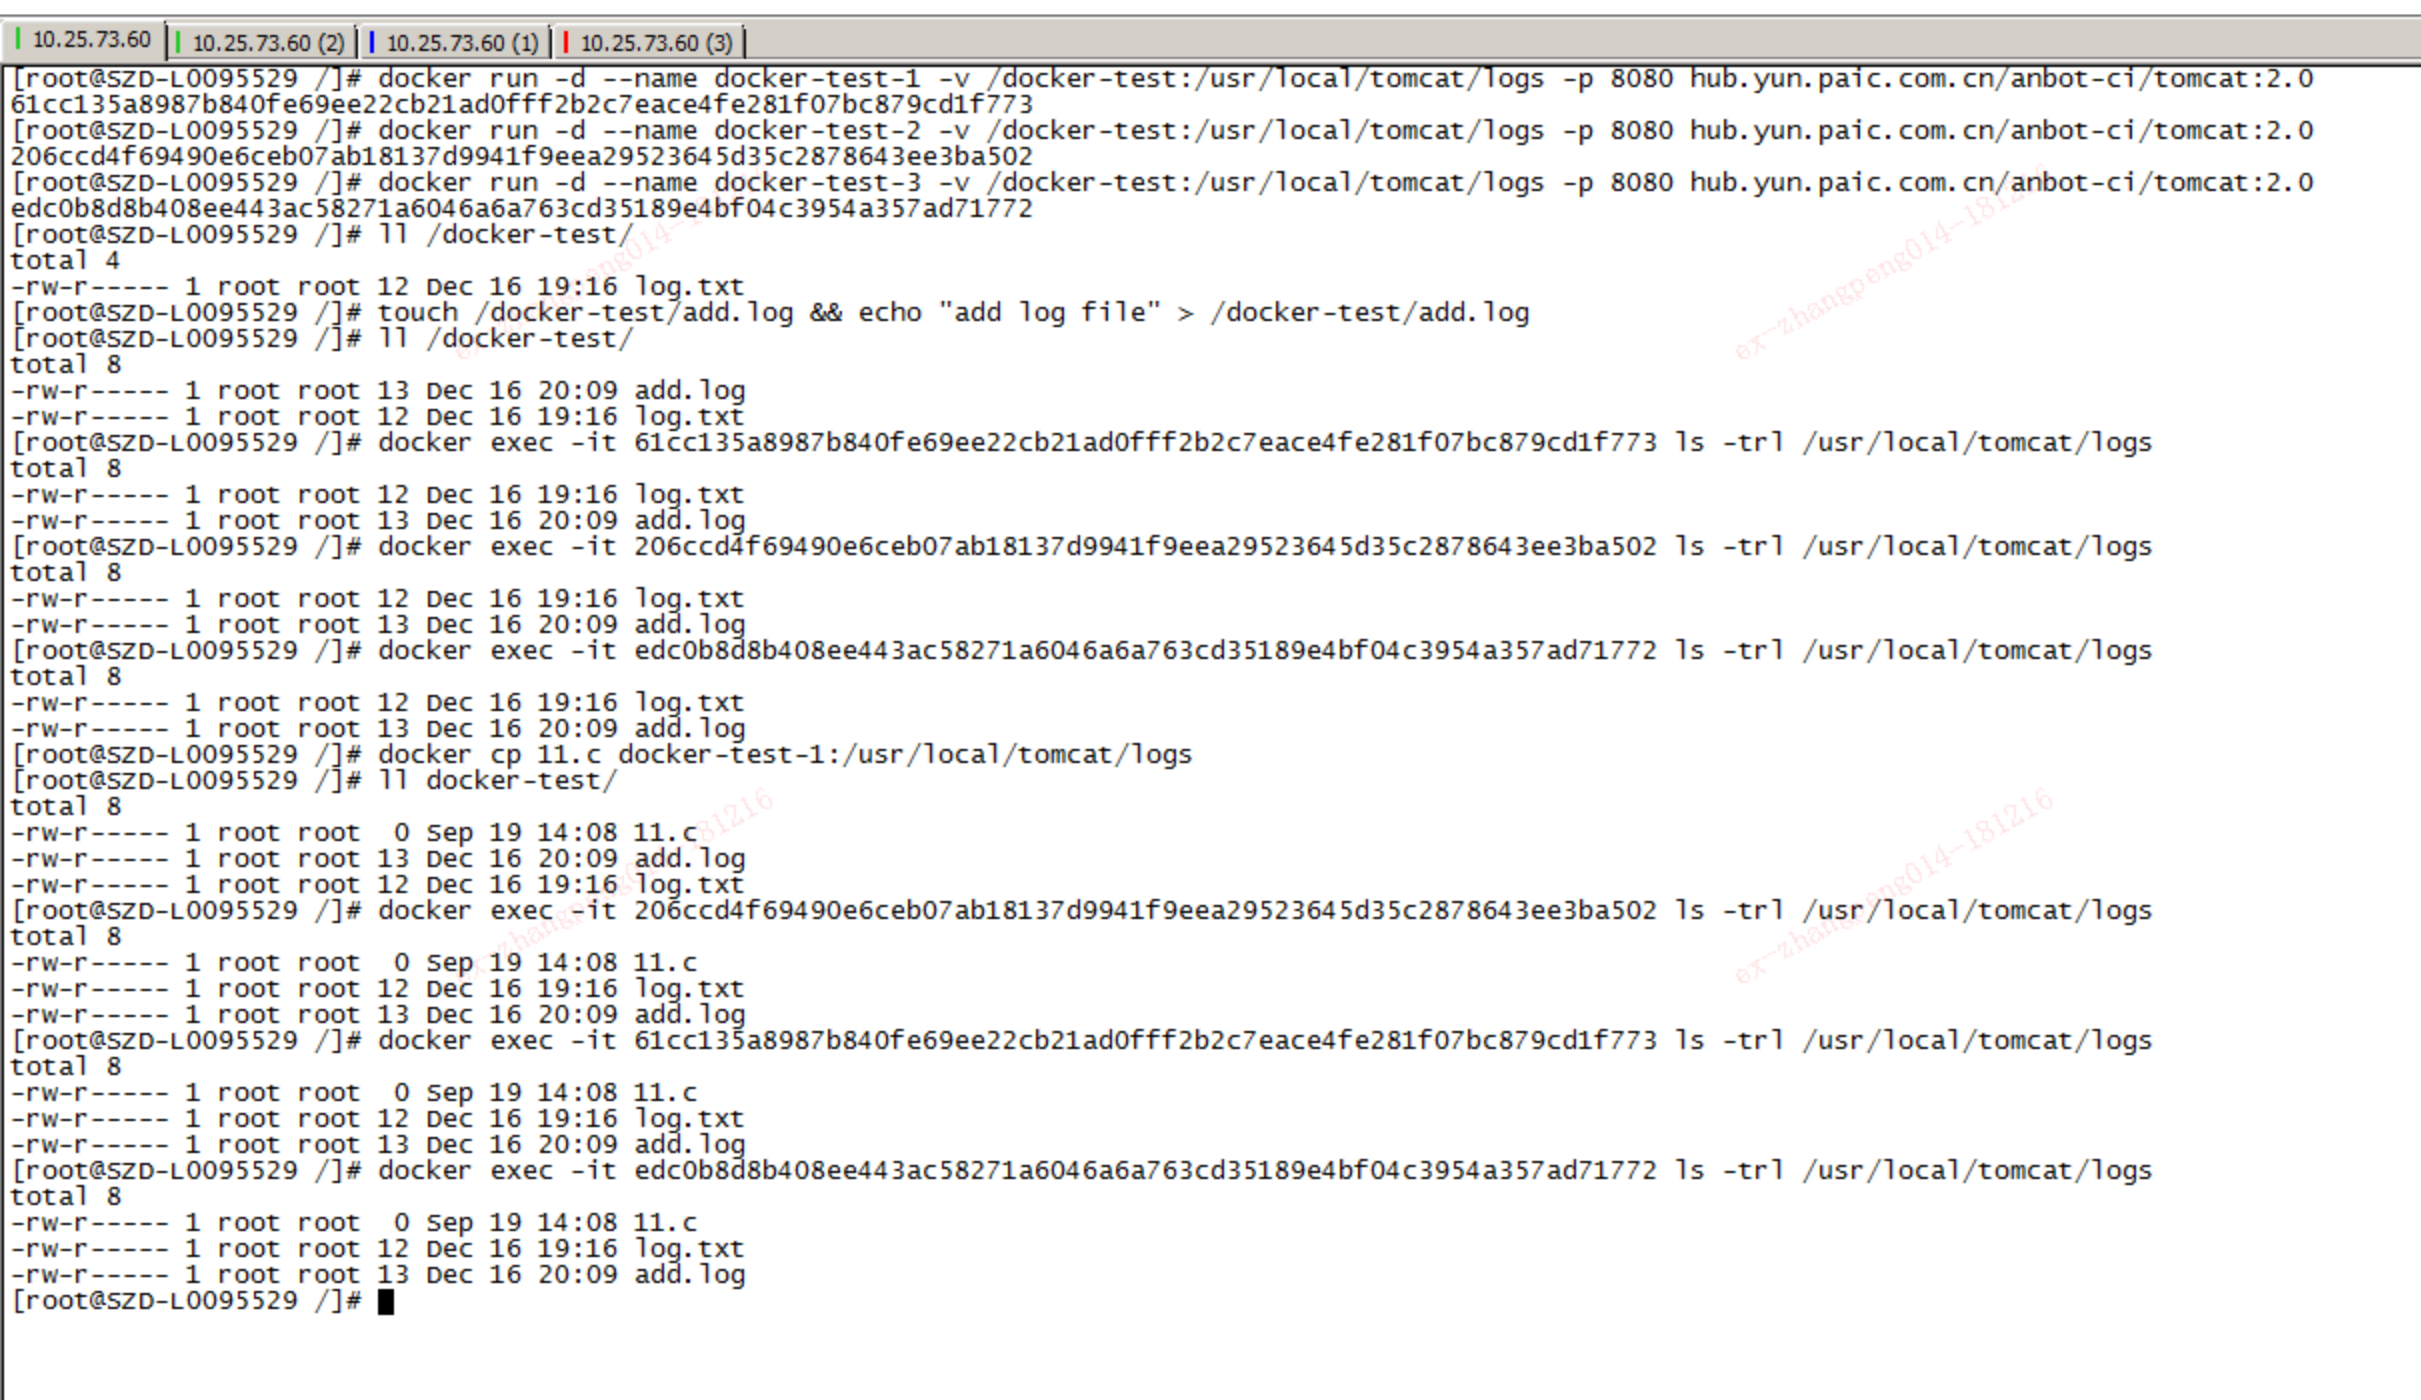 10.25.73.60 10.25.73.60 (2) 10.25.73.60 (1) 10.25.73.60 (3)
[root@SZD-L0095529 /]# docker run -d --name docker-test-1 -v /docker-test:/usr/local/tomcat/logs -p 8080 hub.yun.paic.com.cn/anbot-ci/tomcat:2.0
61cc135a8987b840fe69ee22cb21ad0fff2b2c7eace4fe281f07bc879cd1f773
[root@SZD-L0095529 /]# docker run -d --name docker-test-2 -v /docker-test:/usr/local/tomcat/logs -p 8080 hub.yun.paic.com.cn/anbot-ci/tomcat:2.0
206ccd4f69490e6ceb07ab18137d9941f9eea29523645d35c2878643ee3ba502
[root@SZD-L0095529 /]# docker run -d --name docker-test-3 -v /docker-test:/usr/local/tomcat/logs -p 8080 hub.yun.paic.com.cn/anbot-ci/tomcat:2.0
edc0b8d8b408ee443ac58271a6046a6a763cd35189e4bf04c3954a357ad71772
[root@SZD-L0095529 /]# ll /docker-test/
total 4
-rw-r----- 1 root root 12 Dec 16 19:16 log.txt
[root@SZD-L0095529 /]# touch /docker-test/add.log && echo "add log file" > /docker-test/add.log
[root@SZD-L0095529 /]# ll /docker-test/
total 8
-rw-r----- 1 root root 13 Dec 16 20:09 add.log
-rw-r----- 1 root root 12 Dec 16 19:16 log.txt
[root@SZD-L0095529 /]# docker exec -it 61cc135a8987b840fe69ee22cb21ad0fff2b2c7eace4fe281f07bc879cd1f773 ls -trl /usr/local/tomcat/logs
total 8
-rw-r----- 1 root root 12 Dec 16 19:16 log.txt
-rw-r----- 1 root root 13 Dec 16 20:09 add.log
[root@SZD-L0095529 /]# docker exec -it 206ccd4f69490e6ceb07ab18137d9941f9eea29523645d35c2878643ee3ba502 ls -trl /usr/local/tomcat/logs
total 8
-rw-r----- 1 root root 12 Dec 16 19:16 log.txt
-rw-r----- 1 root root 13 Dec 16 20:09 add.log
[root@SZD-L0095529 /]# docker exec -it edc0b8d8b408ee443ac58271a6046a6a763cd35189e4bf04c3954a357ad71772 ls -trl /usr/local/tomcat/logs
total 8
-rw-r----- 1 root root 12 Dec 16 19:16 log.txt
-rw-r----- 1 root root 13 Dec 16 20:09 add.log
[root@SZD-L0095529 /]# docker cp 11.c docker-test-1:/usr/local/tomcat/logs
[root@SZD-L0095529 /]# ll docker-test/
total 8
-rw-r----- 1 root root  0 Sep 19 14:08 11.c
-rw-r----- 1 root root 13 Dec 16 20:09 add.log
-rw-r----- 1 root root 12 Dec 16 19:16 log.txt
[root@SZD-L0095529 /]# docker exec -it 206ccd4f69490e6ceb07ab18137d9941f9eea29523645d35c2878643ee3ba502 ls -trl /usr/local/tomcat/logs
total 8
-rw-r----- 1 root root  0 Sep 19 14:08 11.c
-rw-r----- 1 root root 12 Dec 16 19:16 log.txt
-rw-r----- 1 root root 13 Dec 16 20:09 add.log
[root@SZD-L0095529 /]# docker exec -it 61cc135a8987b840fe69ee22cb21ad0fff2b2c7eace4fe281f07bc879cd1f773 ls -trl /usr/local/tomcat/logs
total 8
-rw-r----- 1 root root  0 Sep 19 14:08 11.c
-rw-r----- 1 root root 12 Dec 16 19:16 log.txt
-rw-r----- 1 root root 13 Dec 16 20:09 add.log
[root@SZD-L0095529 /]# docker exec -it edc0b8d8b408ee443ac58271a6046a6a763cd35189e4bf04c3954a357ad71772 ls -trl /usr/local/tomcat/logs
total 8
-rw-r----- 1 root root  0 Sep 19 14:08 11.c
-rw-r----- 1 root root 12 Dec 16 19:16 log.txt
-rw-r----- 1 root root 13 Dec 16 20:09 add.log
[root@SZD-L0095529 /]#
ex-zhangpeng014-181216
ex-zhangpeng014-181216
ex-zhangpeng014-181216
ex-zhangpeng014-181216